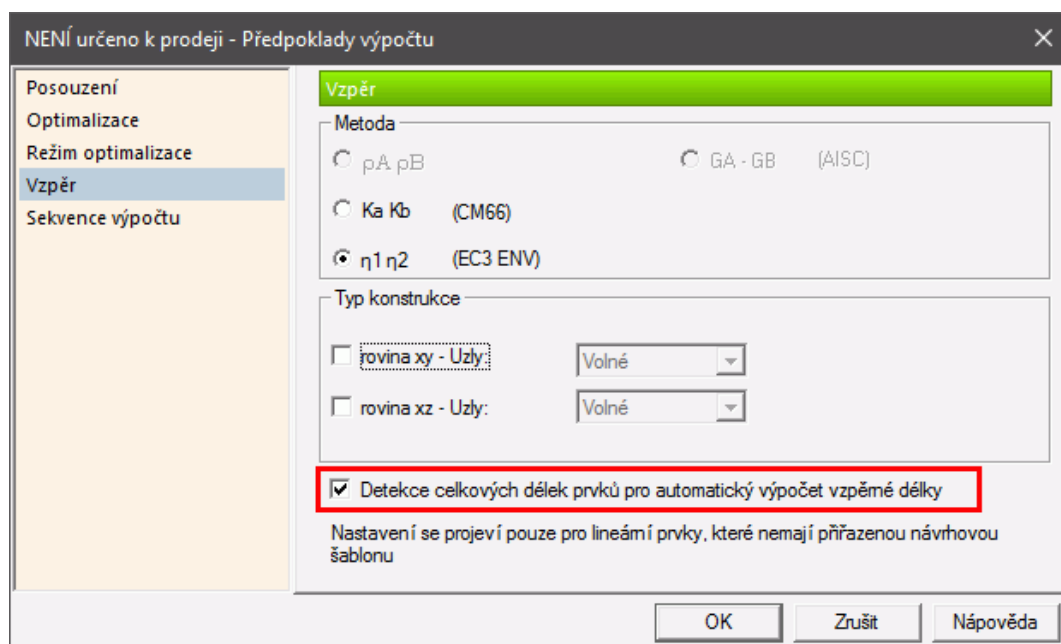 NENÍ určeno k prodeji - Předpoklady výpočtu
Posouzení
Optimalizace
Režim optimalizace
Vzpěr
Sekvence výpočtu
Vzpěr
Metoda
ρA ρB
GA - GB (AISC)
Ka Kb (CM66)
η1 η2 (EC3 ENV)
Typ konstrukce
rovina xy - Uzly: Volné
rovina xz - Uzly: Volné
Detekce celkových délek prvků pro automatický výpočet vzpěrné délky
Nastavení se projeví pouze pro lineární prvky, které nemají přiřazenou návrhovou
šablonu
OK Zrušit Nápověda